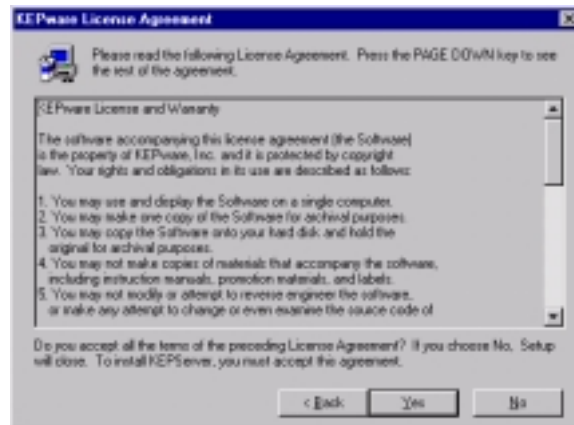 KEPware License Agreement
Please read the following License Agreement. Press the PAGE DOWN key to see
the rest of the agreement.
KEPware License and Warranty
The software accompanying this license agreement (the Software)
is the property of KEPware, Inc. and it is protected by copyright
law. Your rights and obligations in its use are described as follows:
1. You may use and display the Software on a single computer.
2. You may make one copy of the Software for archival purposes.
3. You may copy the Software onto your hard disk and hold the
original for archival purposes.
4. You may not make copies of materials that accompany the software,
including instruction manuals, promotion materials, and labels.
5. You may not modify or attempt to reverse engineer the software,
or make any attempt to change or even examine the source code of
Do you accept all the terms of the preceding License Agreement? If you choose No, Setup
will close. To install KEPServer, you must accept this agreement.
< Back Yes No